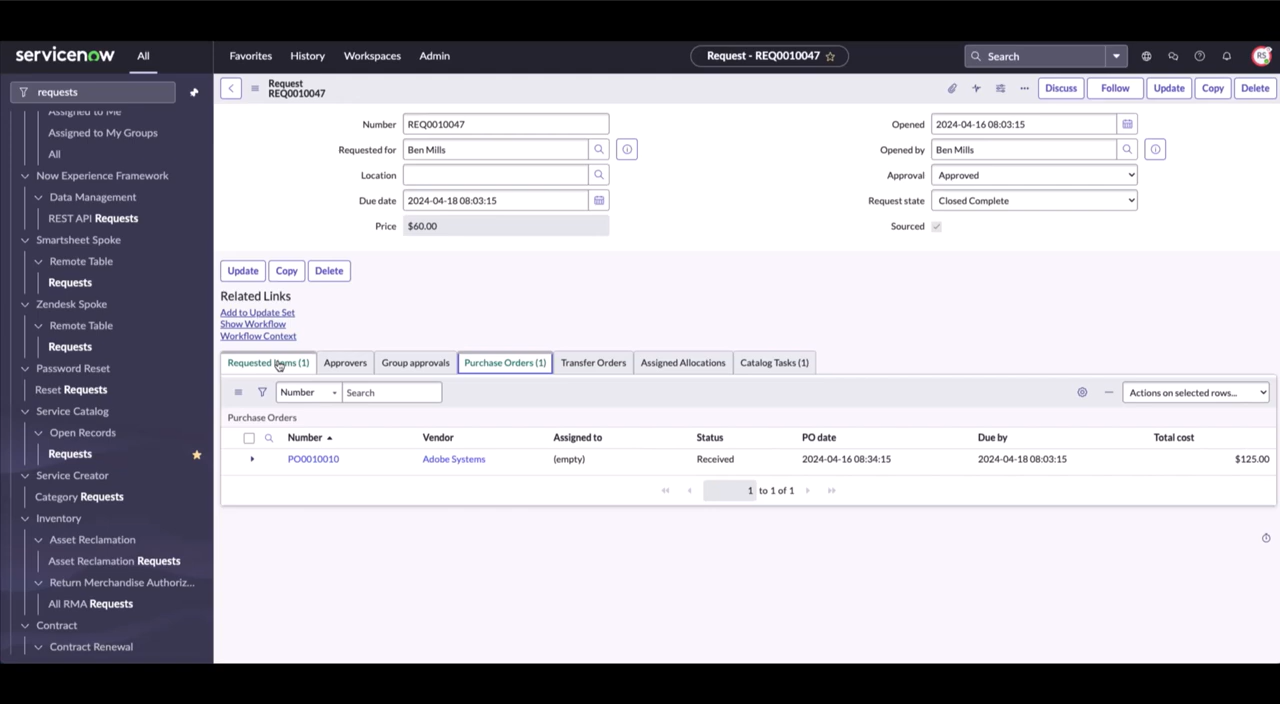 servicenow All Favorites History Workspaces Admin Request - REQ0010047 Search RS
requests
Assigned to Me
Assigned to My Groups
All
Now Experience Framework
Data Management
REST API Requests
Smartsheet Spoke
Remote Table
Requests
Zendesk Spoke
Remote Table
Requests
Password Reset
Reset Requests
Service Catalog
Open Records
Requests
Service Creator
Category Requests
Inventory
Asset Reclamation
Asset Reclamation Requests
Return Merchandise Authoriz...
All RMA Requests
Contract
Contract Renewal
Request
REQ0010047
Discuss Follow Update Copy Delete
Number REQ0010047 Opened 2024-04-16 08:03:15
Requested for Ben Mills Opened by Ben Mills
Location Approval Approved
Due date 2024-04-18 08:03:15 Request state Closed Complete
Price $60.00 Sourced
Update Copy Delete
Related Links
Add to Update Set
Show Workflow
Workflow Context
Requested Items (1) Approvers Group approvals Purchase Orders (1) Transfer Orders Assigned Allocations Catalog Tasks (1)
Number Search Actions on selected rows...
Purchase Orders
Number Vendor Assigned to Status PO date Due by Total cost
PO0010010 Adobe Systems (empty) Received 2024-04-16 08:34:15 2024-04-18 08:03:15 $125.00
1 to 1 of 1